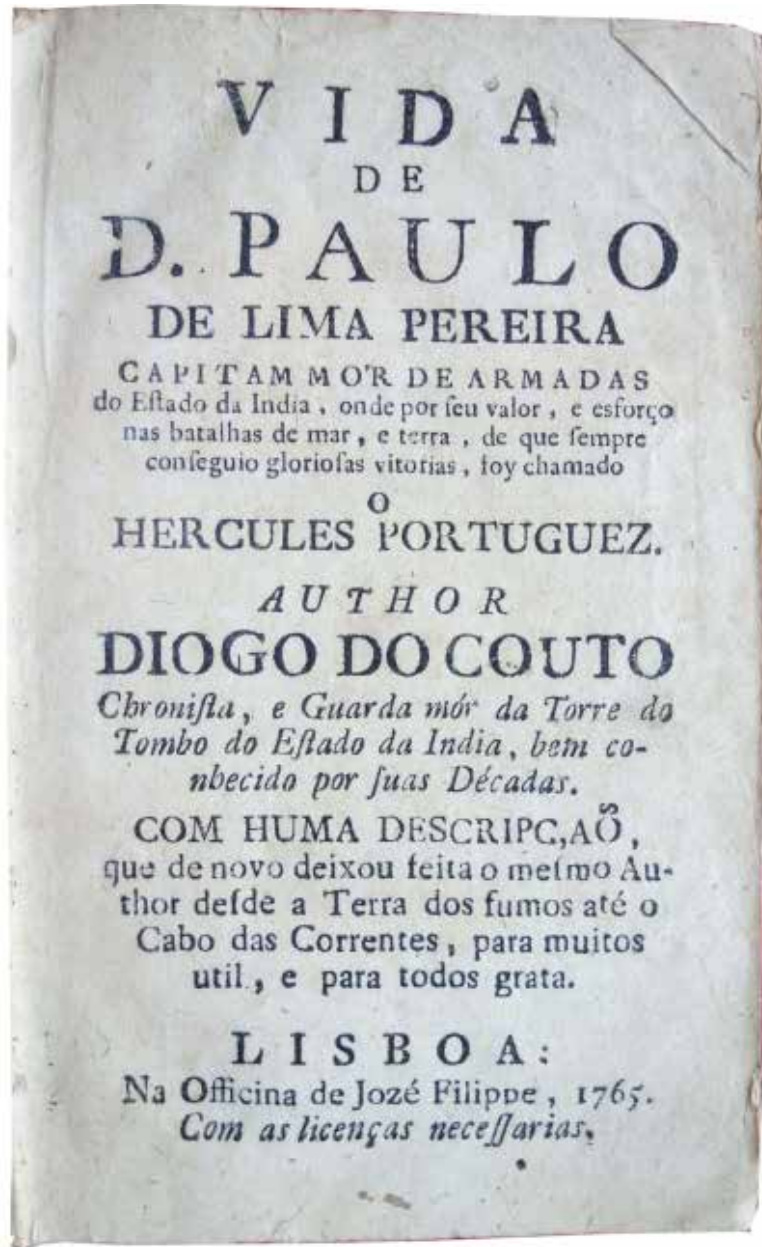 VIDA
DE
D. PAULO
DE LIMA PEREIRA
CAPITAM MO'R DE ARMADAS
do Eſtado da India, onde por ſeu valor, e esforço
nas batalhas de mar, e terra, de que ſempre
conſeguio glorioſas vitorias, foy chamado
O
HERCULES PORTUGUEZ.
AUTHOR
DIOGO DO COUTO
Chroniſta, e Guarda mór da Torre do
Tombo do Eſtado da India, bem co-
nhecido por ſuas Décadas.
COM HUMA DESCRIPC,AÕ,
que de novo deixou feita o meſmo Au-
thor deſde a Terra dos fumos até o
Cabo das Correntes, para muitos
util, e para todos grata.
LISBOA:
Na Officina de Jozé Filippe, 1765.
Com as licenças neceſſarias.